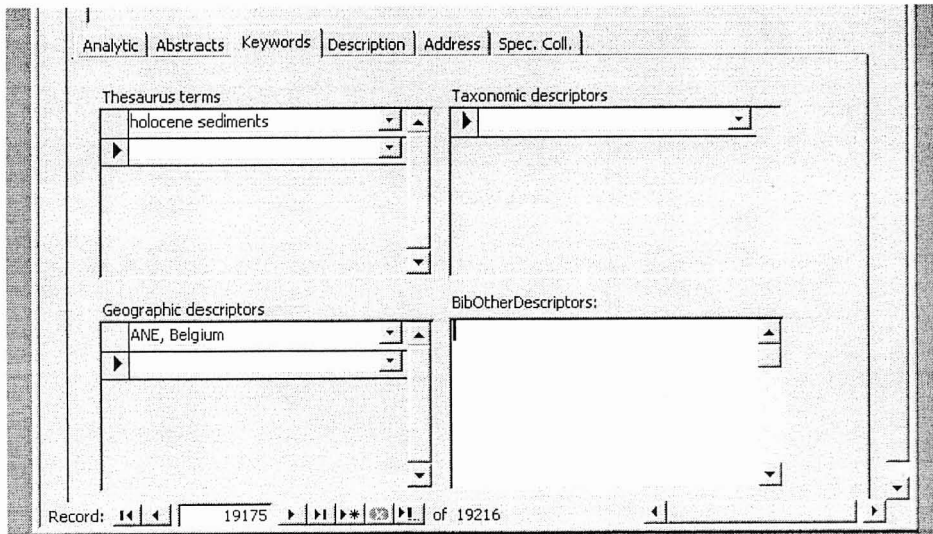 Analytic Abstracts Keywords Description Address Spec. Coll.
Thesaurus terms
holocene sediments
Taxonomic descriptors
Geographic descriptors
ANE, Belgium
BibOtherDescriptors:
Record: 19175 of 19216